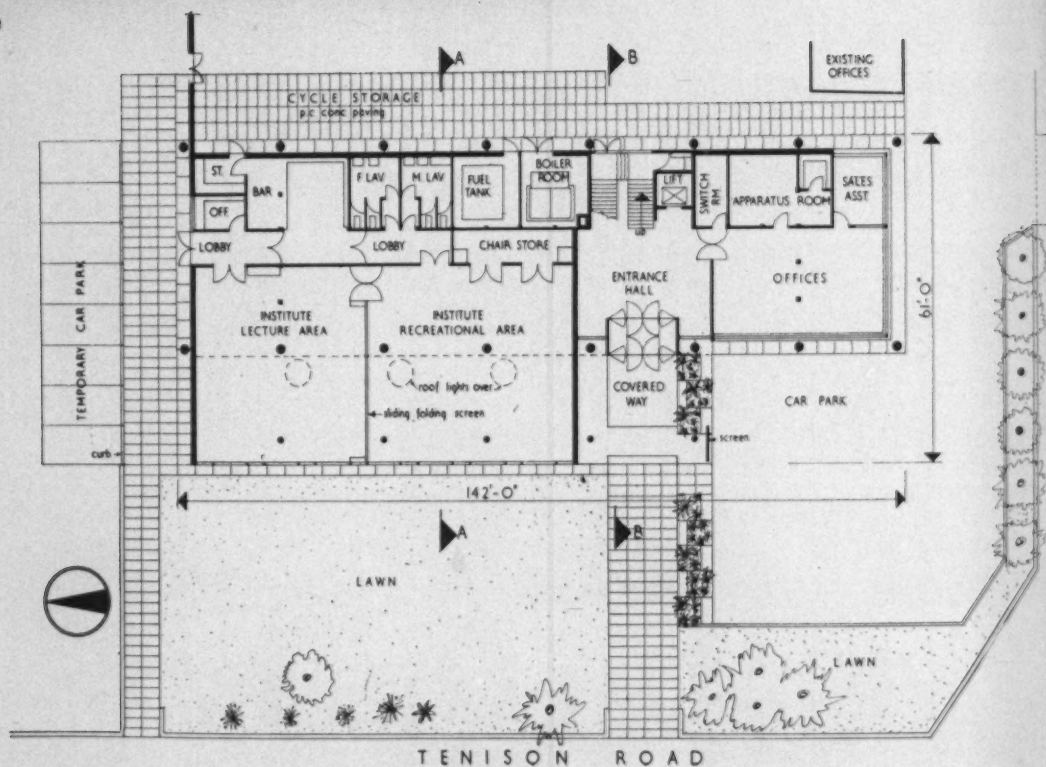 A
B
EXISTING
OFFICES
CYCLE STORAGE
p.c conc paving
ST.
BAR
F LAV
M. LAV
FUEL
TANK
BOILER
ROOM
LIFT
SWITCH
RM
APPARATUS ROOM
SALES
ASST.
OFF
up
LOBBY
LOBBY
CHAIR STORE
ENTRANCE
HALL
OFFICES
INSTITUTE
LECTURE AREA
INSTITUTE
RECREATIONAL AREA
61'-0"
TEMPORARY CAR PARK
roof lights over
COVERED
WAY
CAR PARK
sliding folding screen
screen
curb
142'-0"
A
B
LAWN
LAWN
TENISON ROAD